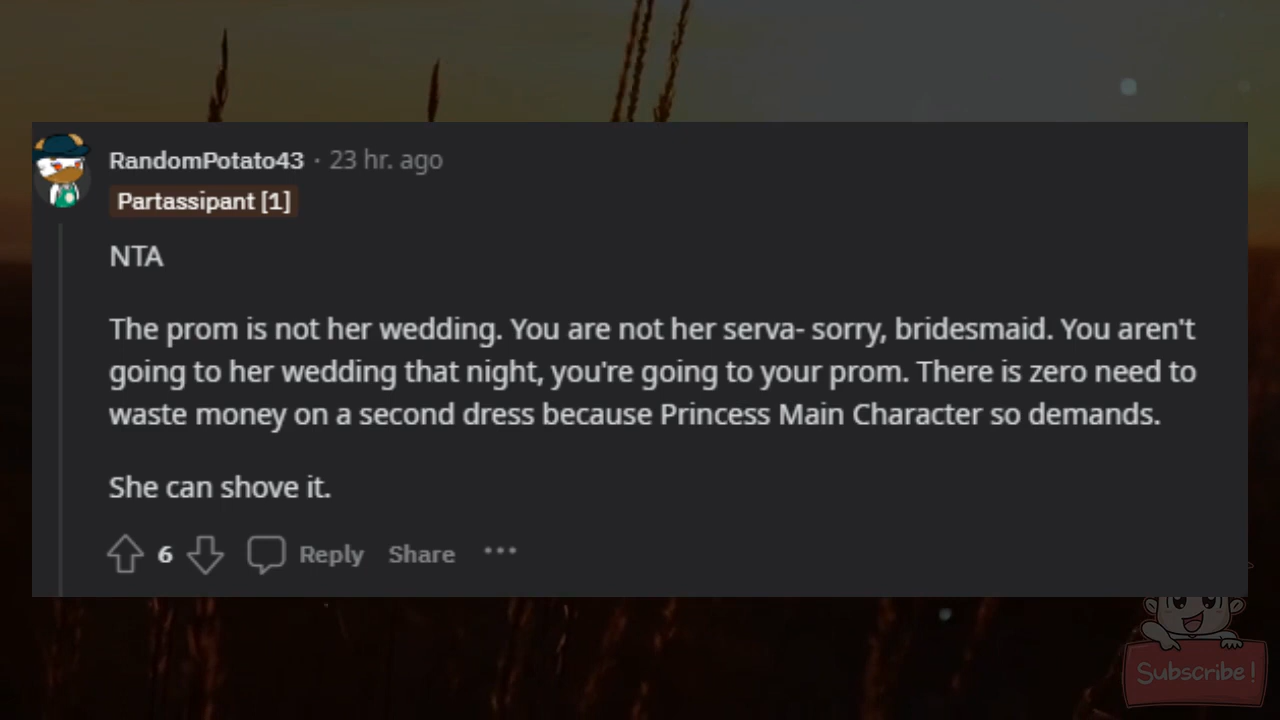 RandomPotato43 · 23 hr. ago
Partassipant [1]
NTA
The prom is not her wedding. You are not her serva- sorry, bridesmaid. You aren't
going to her wedding that night, you're going to your prom. There is zero need to
waste money on a second dress because Princess Main Character so demands.
She can shove it.
6 Reply Share ···
Subscribe!